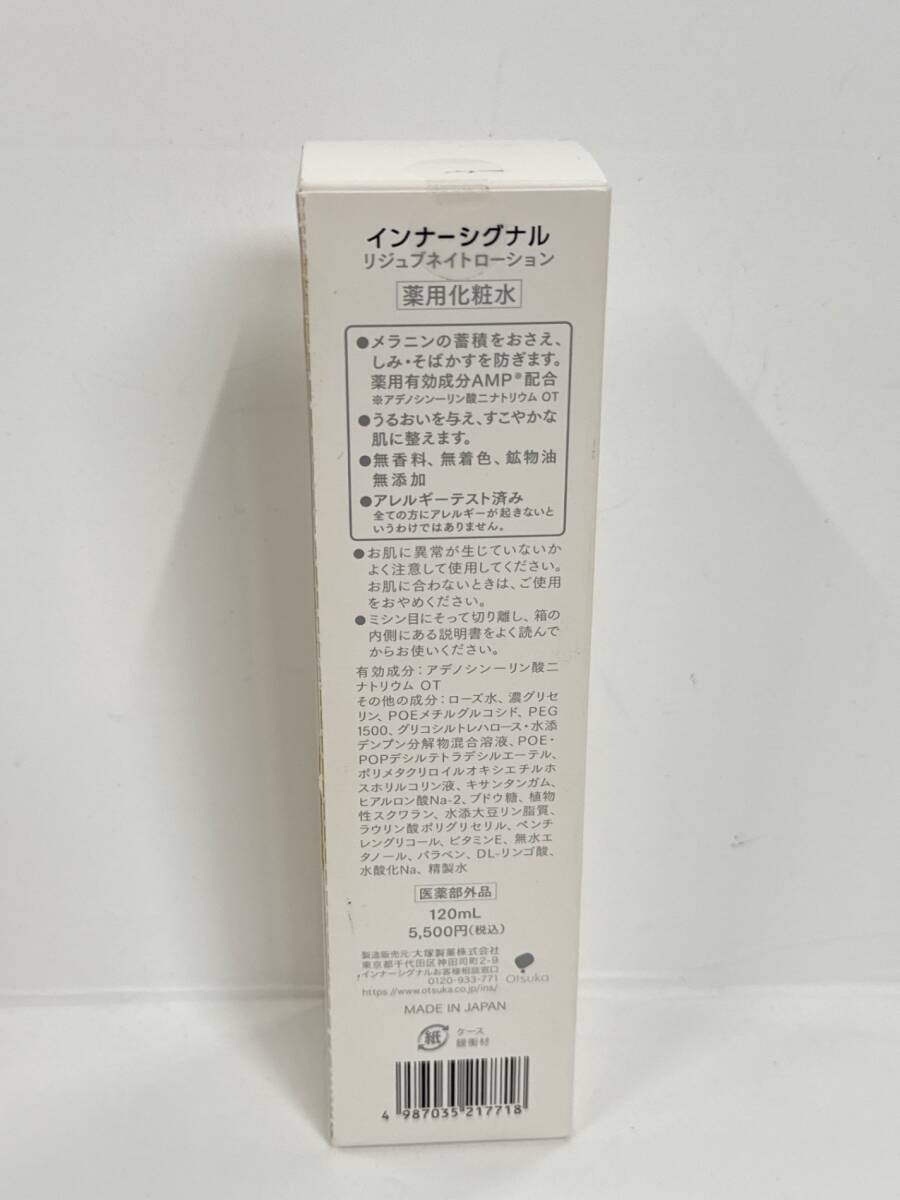 インナーシグナル
リジュブネイトローション
薬用化粧水
●メラニンの蓄積をおさえ、
しみ・そばかすを防ぎます。
薬用有効成分AMP※配合
※アデノシン一リン酸二ナトリウム OT
●うるおいを与え、すこやかな
肌に整えます。
●無香料、無着色、鉱物油
無添加
●アレルギーテスト済み
全ての方にアレルギーが起きないと
いうわけではありません。
●お肌に異常が生じていないか
よく注意して使用してください。
お肌に合わないときは、ご使用
をおやめください。
●ミシン目にそって切り離し、箱の
内側にある説明書をよく読んで
からお使いください。
有効成分：アデノシン一リン酸二
ナトリウム OT
その他の成分：ローズ水、濃グリセ
リン、POEメチルグルコシド、PEG
1500、グリコシルトレハロース・水添
デンプン分解物混合溶液、POE・
POPデシルテトラデシルエーテル、
ポリメタクリロイルオキシエチルホ
スホリルコリン液、キサンタンガム、
ヒアルロン酸Na-2、ブドウ糖、植物
性スクワラン、水添大豆リン脂質、
ラウリン酸ポリグリセリル、ペンチ
レングリコール、ビタミンE、無水エ
タノール、パラベン、DL-リンゴ酸、
水酸化Na、精製水
医薬部外品
120mL
5,500円(税込)
製造販売元:大塚製薬株式会社
東京都千代田区神田司町2-9
インナーシグナルお客様相談窓口
0120-933-771
https://www.otsuka.co.jp/ins/
Otsuka
MADE IN JAPAN
紙
ケース
緩衝材
4 987035 217718